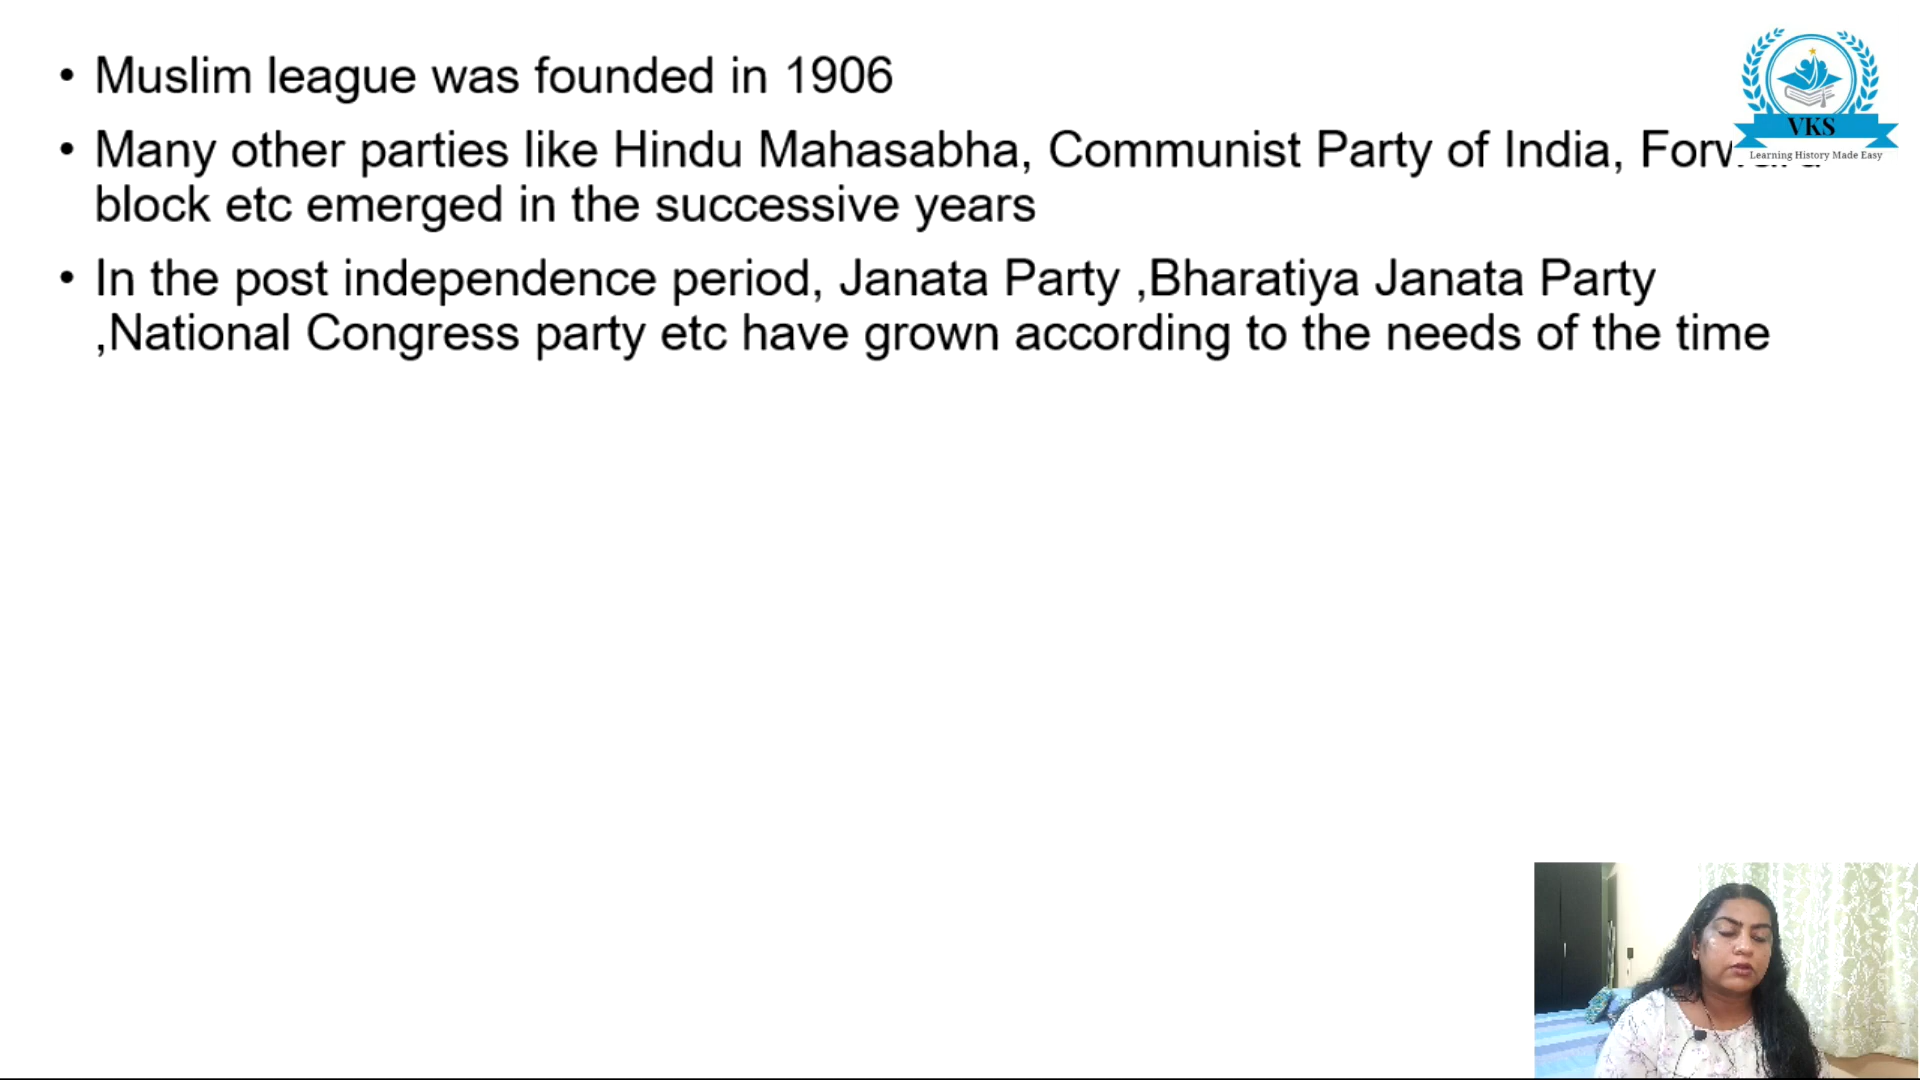 • Muslim league was founded in 1906
• Many other parties like Hindu Mahasabha, Communist Party of India,
block etc emerged in the successive years
• In the post independence period, Janata Party ,Bharatiya Janata Party
,National Congress party etc have grown according to the needs of the time
VKS
Learning History Made Easy